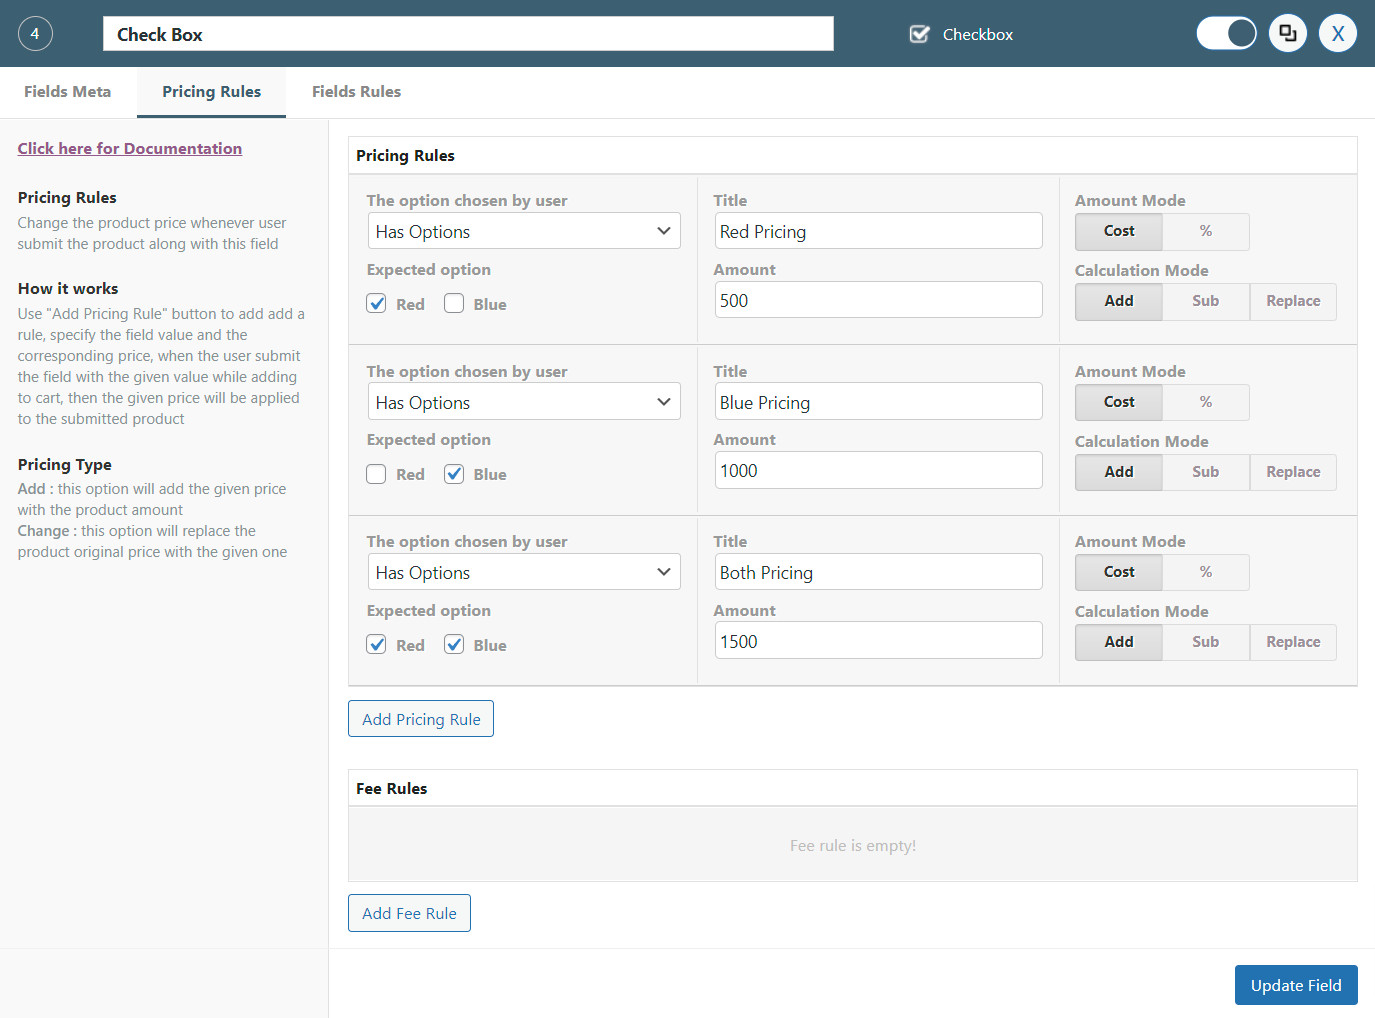 4
Check Box
Checkbox
X
Fields Meta
Pricing Rules
Fields Rules
Click here for Documentation
Pricing Rules
Change the product price whenever user
submit the product along with this field
How it works
Use "Add Pricing Rule" button to add add a
rule, specify the field value and the
corresponding price, when the user submit
the field with the given value while adding
to cart, then the given price will be applied
to the submitted product
Pricing Type
Add : this option will add the given price
with the product amount
Change : this option will replace the
product original price with the given one
Pricing Rules
The option chosen by user
Has Options
Expected option
Red Blue
Title
Red Pricing
Amount
500
Amount Mode
Cost %
Calculation Mode
Add Sub Replace
The option chosen by user
Has Options
Expected option
Red Blue
Title
Blue Pricing
Amount
1000
Amount Mode
Cost %
Calculation Mode
Add Sub Replace
The option chosen by user
Has Options
Expected option
Red Blue
Title
Both Pricing
Amount
1500
Amount Mode
Cost %
Calculation Mode
Add Sub Replace
Add Pricing Rule
Fee Rules
Fee rule is empty!
Add Fee Rule
Update Field